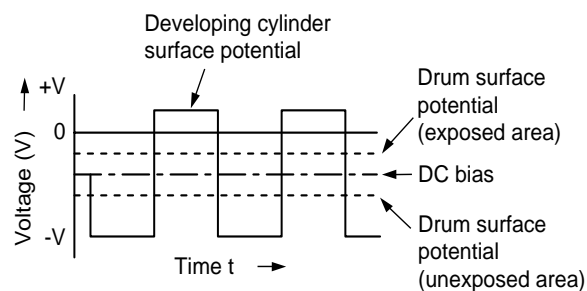 Developing cylinder
surface potential
+V
Drum surface
potential
(exposed area)
0
Voltage (V)
DC bias
-V
Time t
Drum surface
potential
(unexposed area)